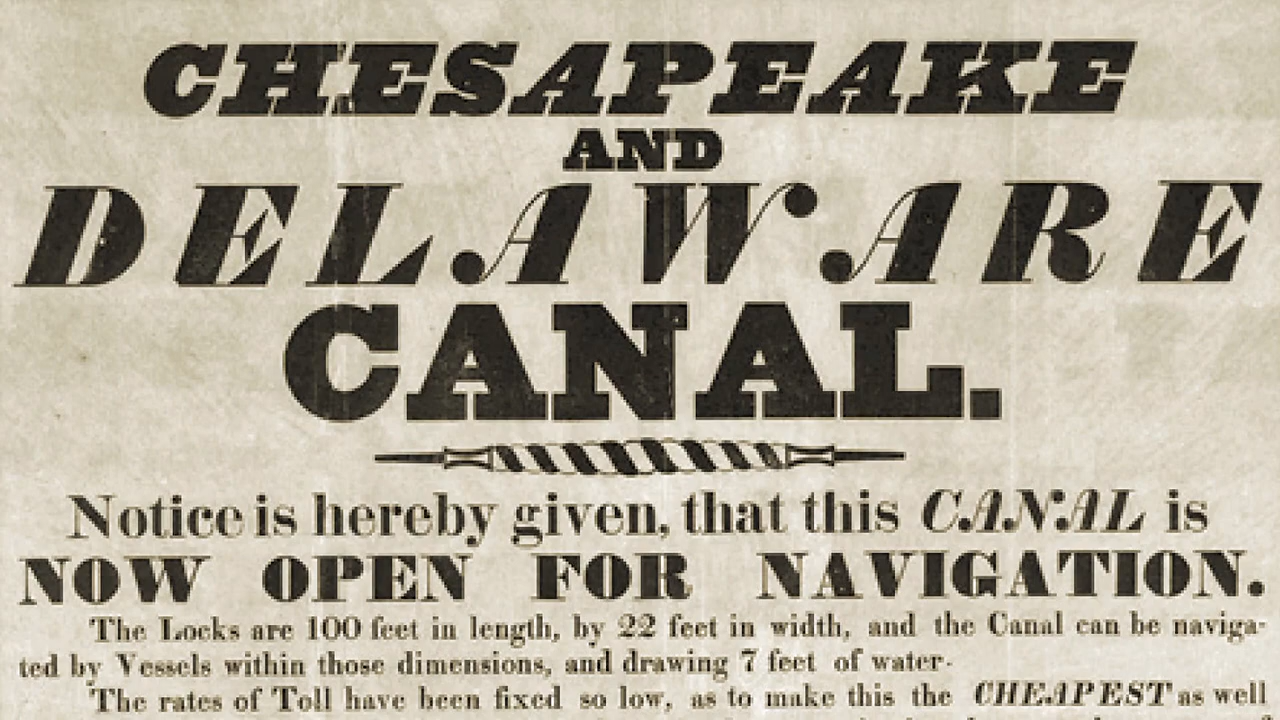 CHESAPEAKE
AND
DELAWARE
CANAL.
Notice is hereby given, that this CANAL is
NOW OPEN FOR NAVIGATION.
The Locks are 100 feet in length, by 22 feet in width, and the Canal can be naviga-
ted by Vessels within those dimensions, and drawing 7 feet of water.
The rates of Toll have been fixed so low, as to make this the CHEAPEST as well